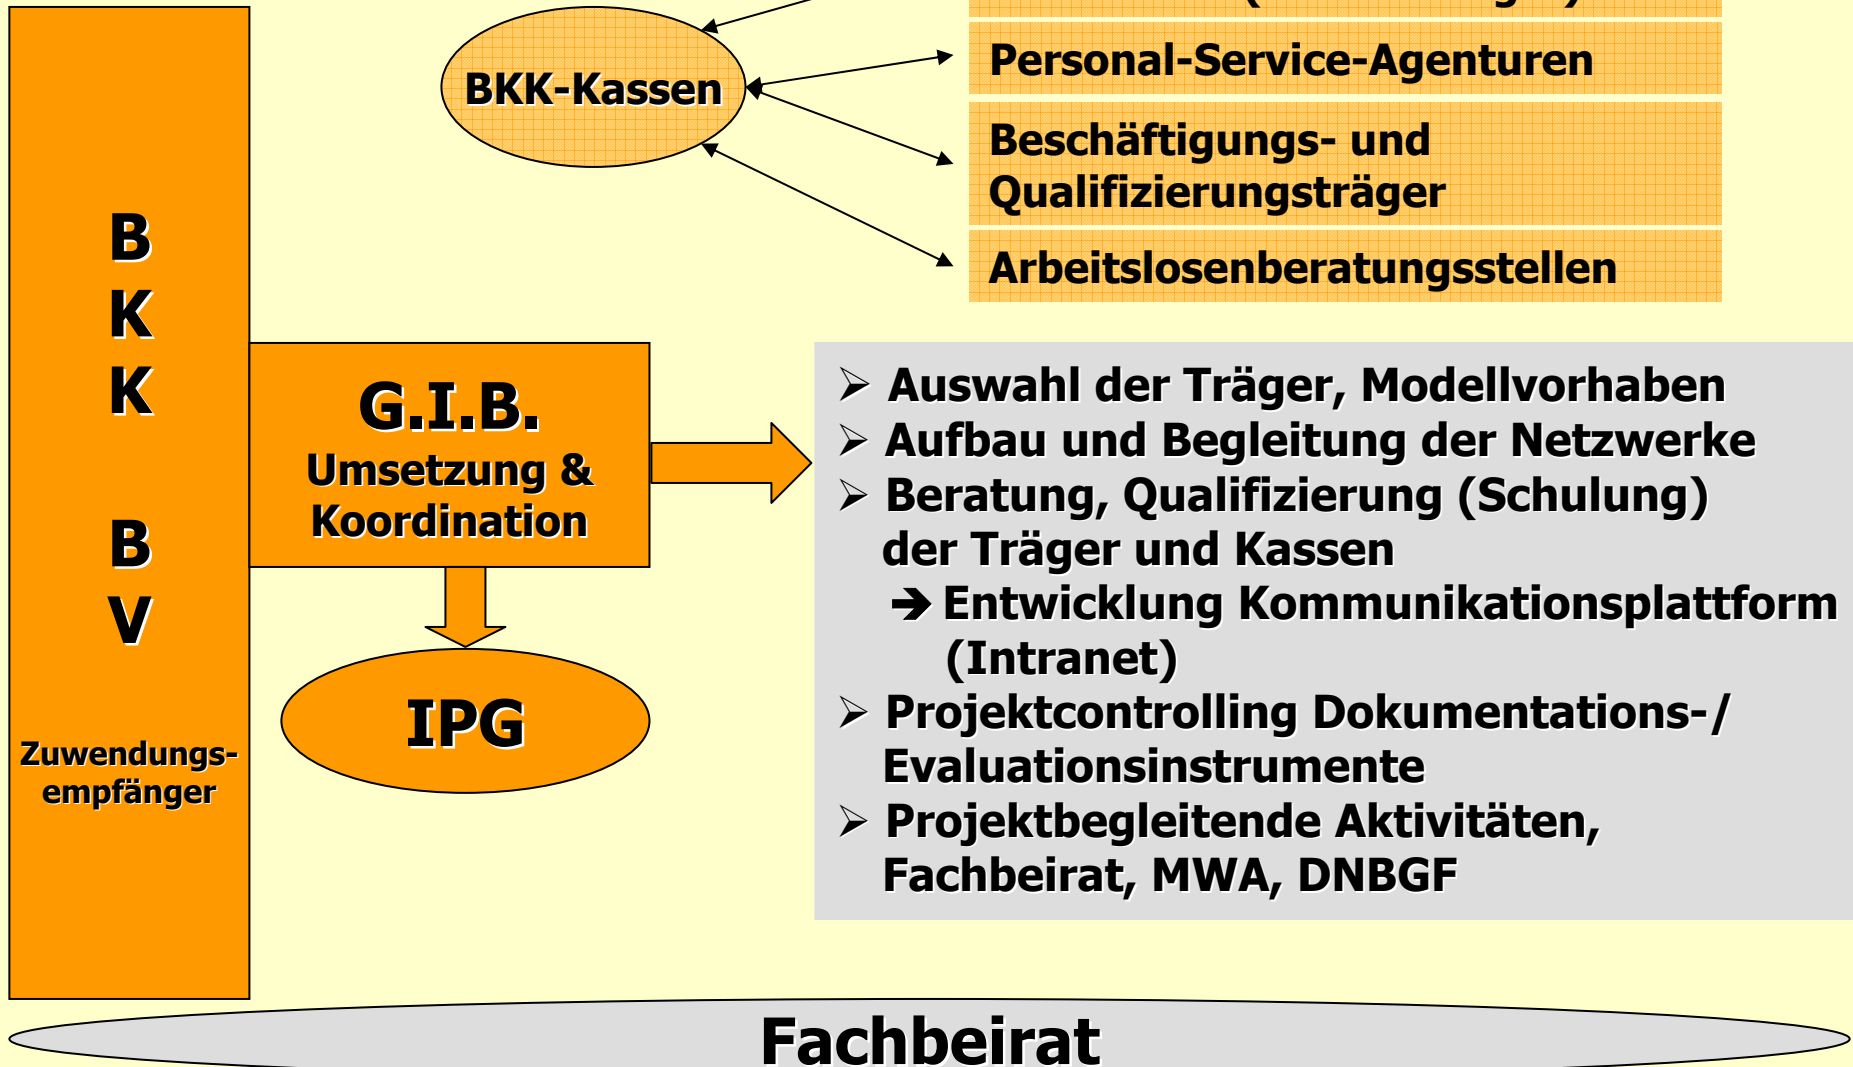 BKK-Kassen
Personal-Service-Agenturen
Beschäftigungs- und
Qualifizierungsträger
Arbeitslosenberatungsstellen
B
K
K
B
V
Zuwendungs-
empfänger
G.I.B.
Umsetzung &
Koordination
IPG
➢ Auswahl der Träger, Modellvorhaben
➢ Aufbau und Begleitung der Netzwerke
➢ Beratung, Qualifizierung (Schulung)
der Träger und Kassen
➔ Entwicklung Kommunikationsplattform
(Intranet)
➢ Projektcontrolling Dokumentations-/
Evaluationsinstrumente
➢ Projektbegleitende Aktivitäten,
Fachbeirat, MWA, DNBGF
Fachbeirat